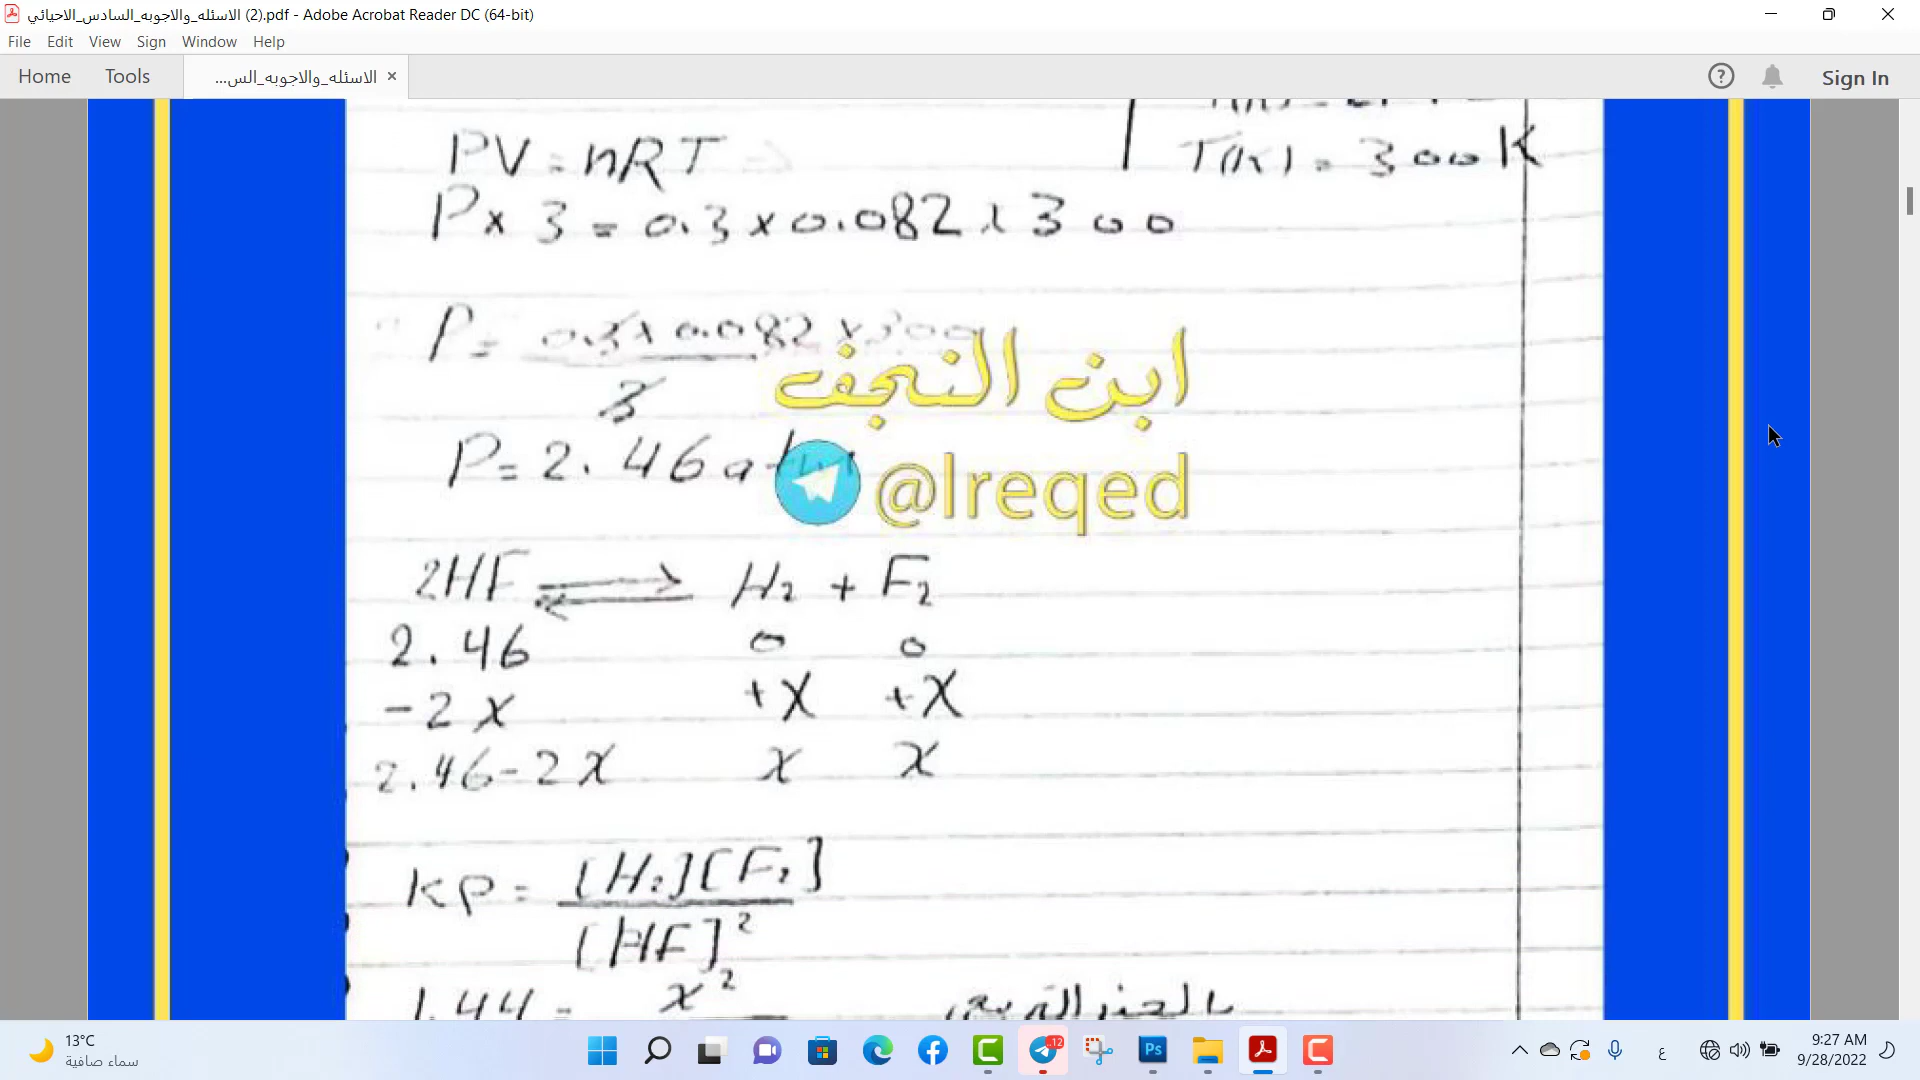 الاسئله_والاجوبه_السادس_الاحيائي (2).pdf - Adobe Acrobat Reader DC (64-bit)
File Edit View Sign Window Help
Home Tools الاسئله_والاجوبه_الس... × ? Sign In
PV = nRT
T(K) = 300K
P × 3 = 0.3 × 0.082 × 300
P = 0.3 × 0.082 × 300
3
ابن النجف
P = 2.46 atm
@lreqed
2HF ⇌ H₂ + F₂
2.46 0 0
-2X +X +X
2.46-2X X X
KP = [H₂][F₂]
[HF]²
1.44 = x²
13°C
سماء صافية
12
Ps
ع
9:27 AM
9/28/2022